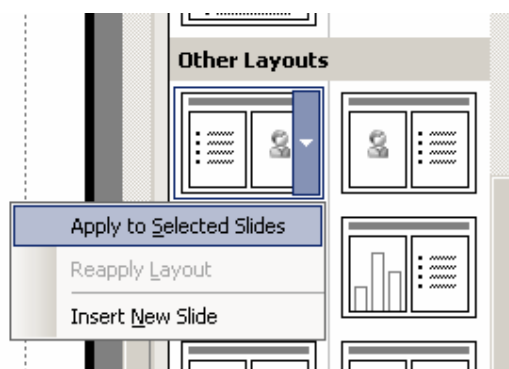 Other Layouts
Apply to Selected Slides
Reapply Layout
Insert New Slide